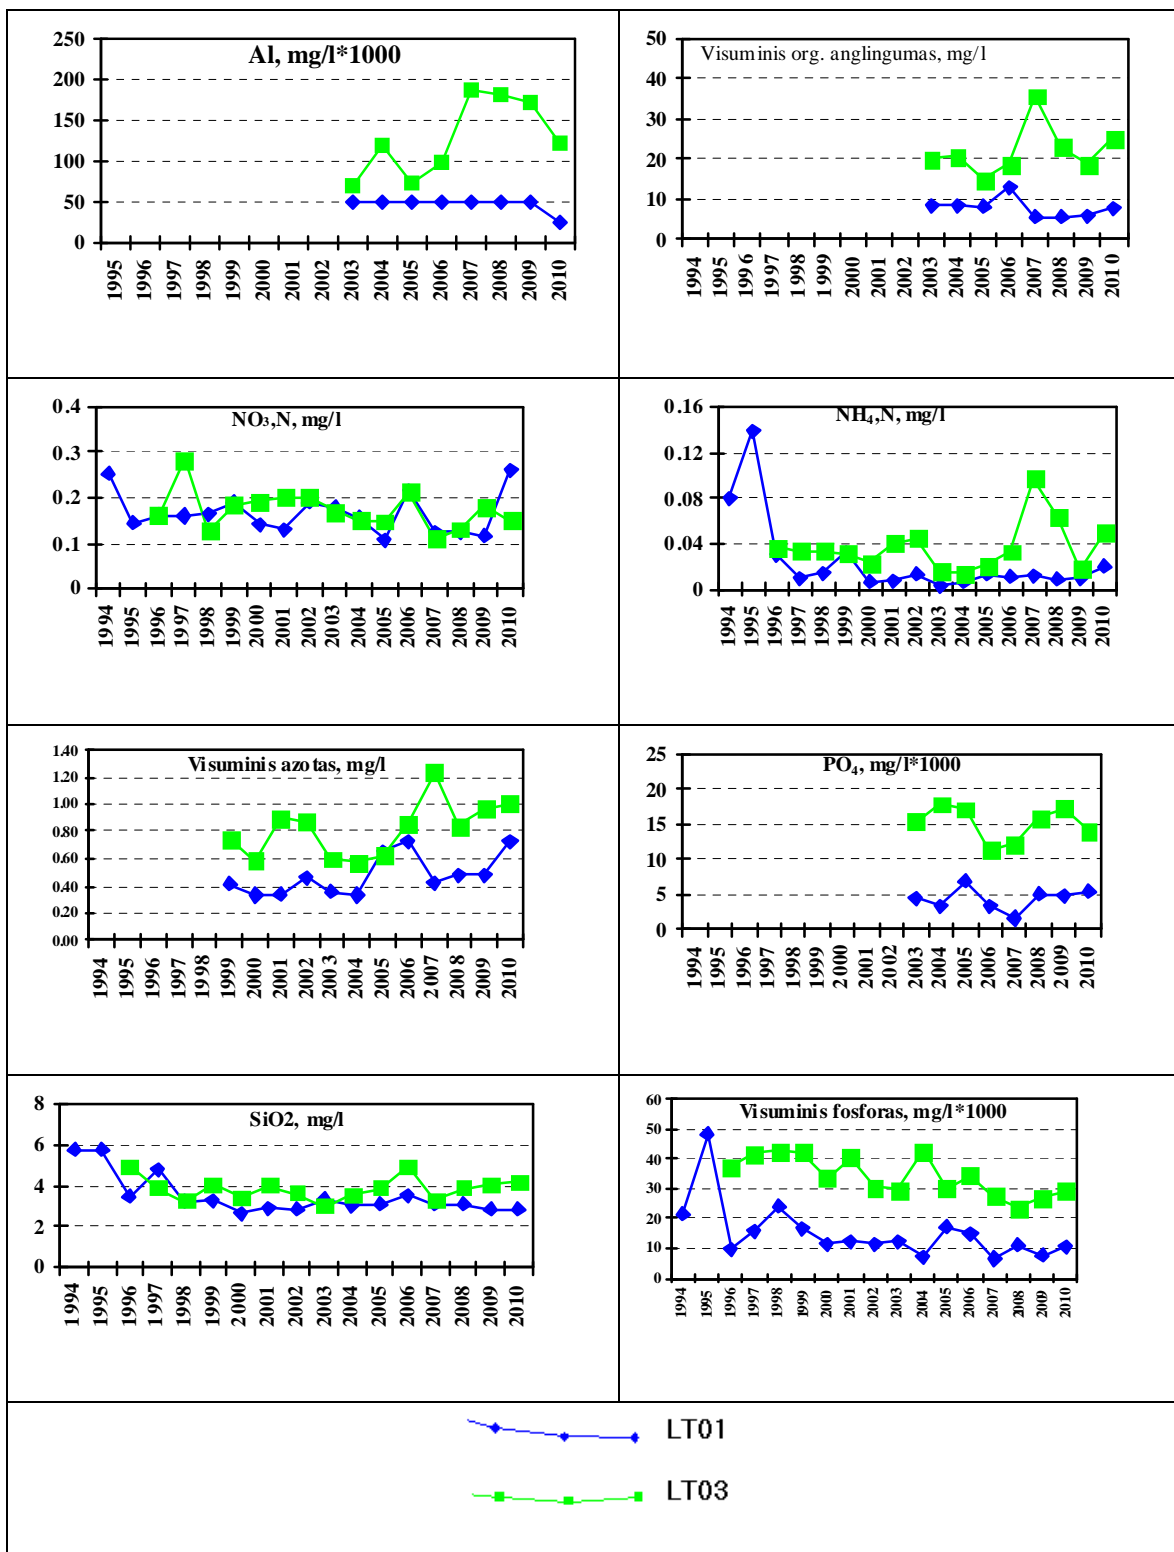 Al, mg/l*1000
250
200
150
100
50
0
1995 1996 1997 1998 1999 2000 2001 2002 2003 2004 2005 2006 2007 2008 2009 2010
Visuminis org. anglingumas, mg/l
50
40
30
20
10
0
1994 1995 1996 1997 1998 1999 2000 2001 2002 2003 2004 2005 2006 2007 2008 2009 2010
NO₃,N, mg/l
0.4
0.3
0.2
0.1
0
1994 1995 1996 1997 1998 1999 2000 2001 2002 2003 2004 2005 2006 2007 2008 2009 2010
NH₄,N, mg/l
0.16
0.12
0.08
0.04
0
1994 1995 1996 1997 1998 1999 2000 2001 2002 2003 2004 2005 2006 2007 2008 2009 2010
Visuminis azotas, mg/l
1.40
1.20
1.00
0.80
0.60
0.40
0.20
0.00
1994 1995 1996 1997 1998 1999 2000 2001 2002 2003 2004 2005 2006 2007 2008 2009 2010
PO₄, mg/l*1000
25
20
15
10
5
0
1994 1995 1996 1997 1998 1999 2000 2001 2002 2003 2004 2005 2006 2007 2008 2009 2010
SiO2, mg/l
8
6
4
2
0
1994 1995 1996 1997 1998 1999 2000 2001 2002 2003 2004 2005 2006 2007 2008 2009 2010
Visuminis fosforas, mg/l*1000
60
50
40
30
20
10
0
1994 1995 1996 1997 1998 1999 2000 2001 2002 2003 2004 2005 2006 2007 2008 2009 2010
LT01
LT03